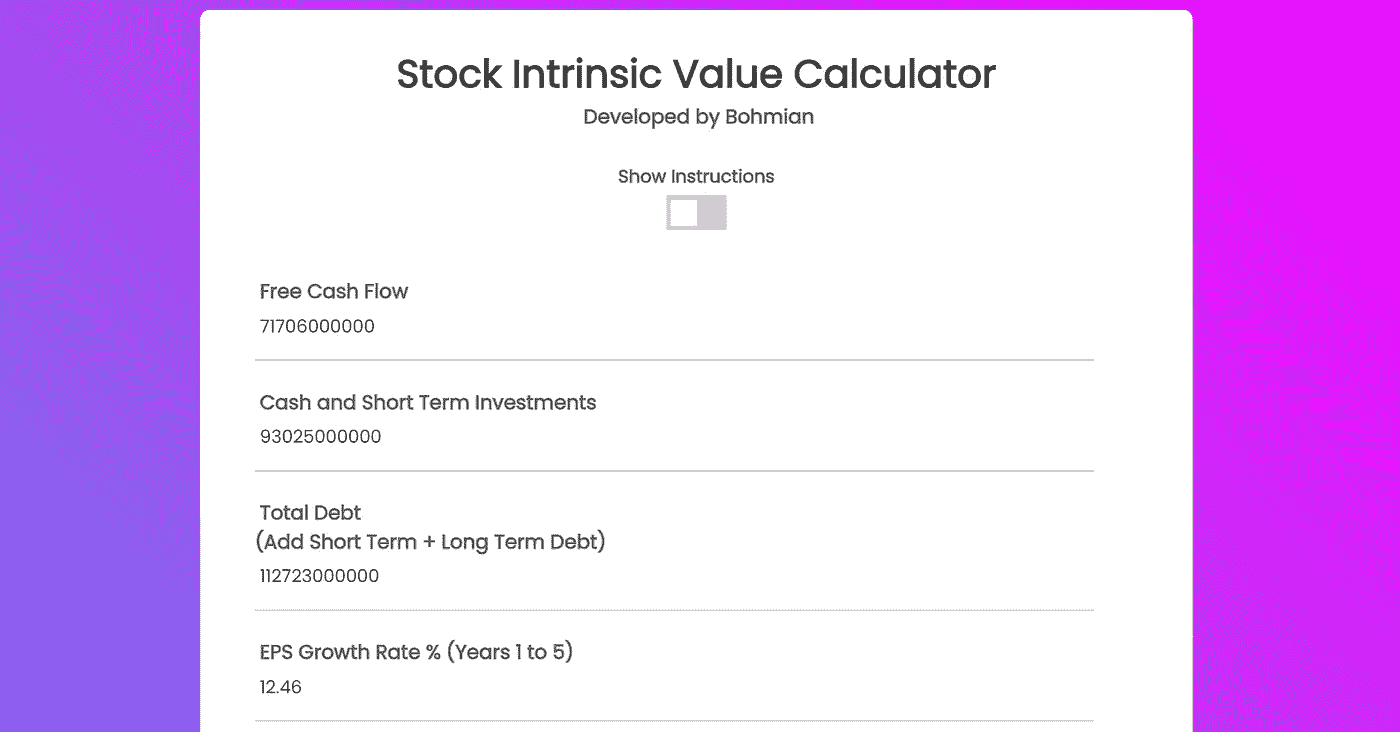 Stock Intrinsic Value Calculator
Developed by Bohmian
Show Instructions
Free Cash Flow
71706000000
Cash and Short Term Investments
93025000000
Total Debt
(Add Short Term + Long Term Debt)
112723000000
EPS Growth Rate % (Years 1 to 5)
12.46